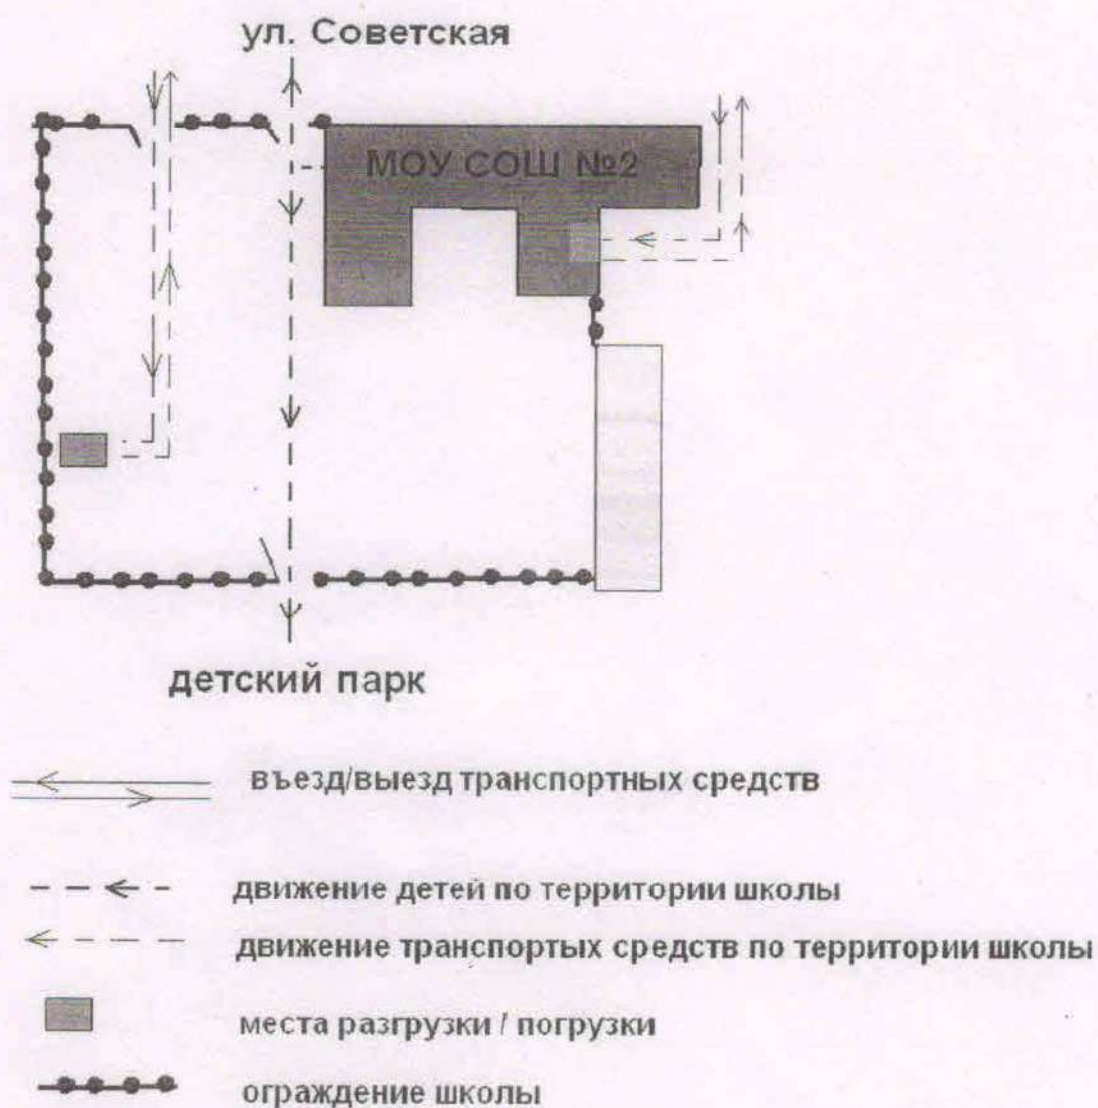 ул. Советская
МОУ СОШ №2
детский парк
въезд/выезд транспортных средств
движение детей по территории школы
движение транспортых средств по территории школы
места разгрузки / погрузки
ограждение школы